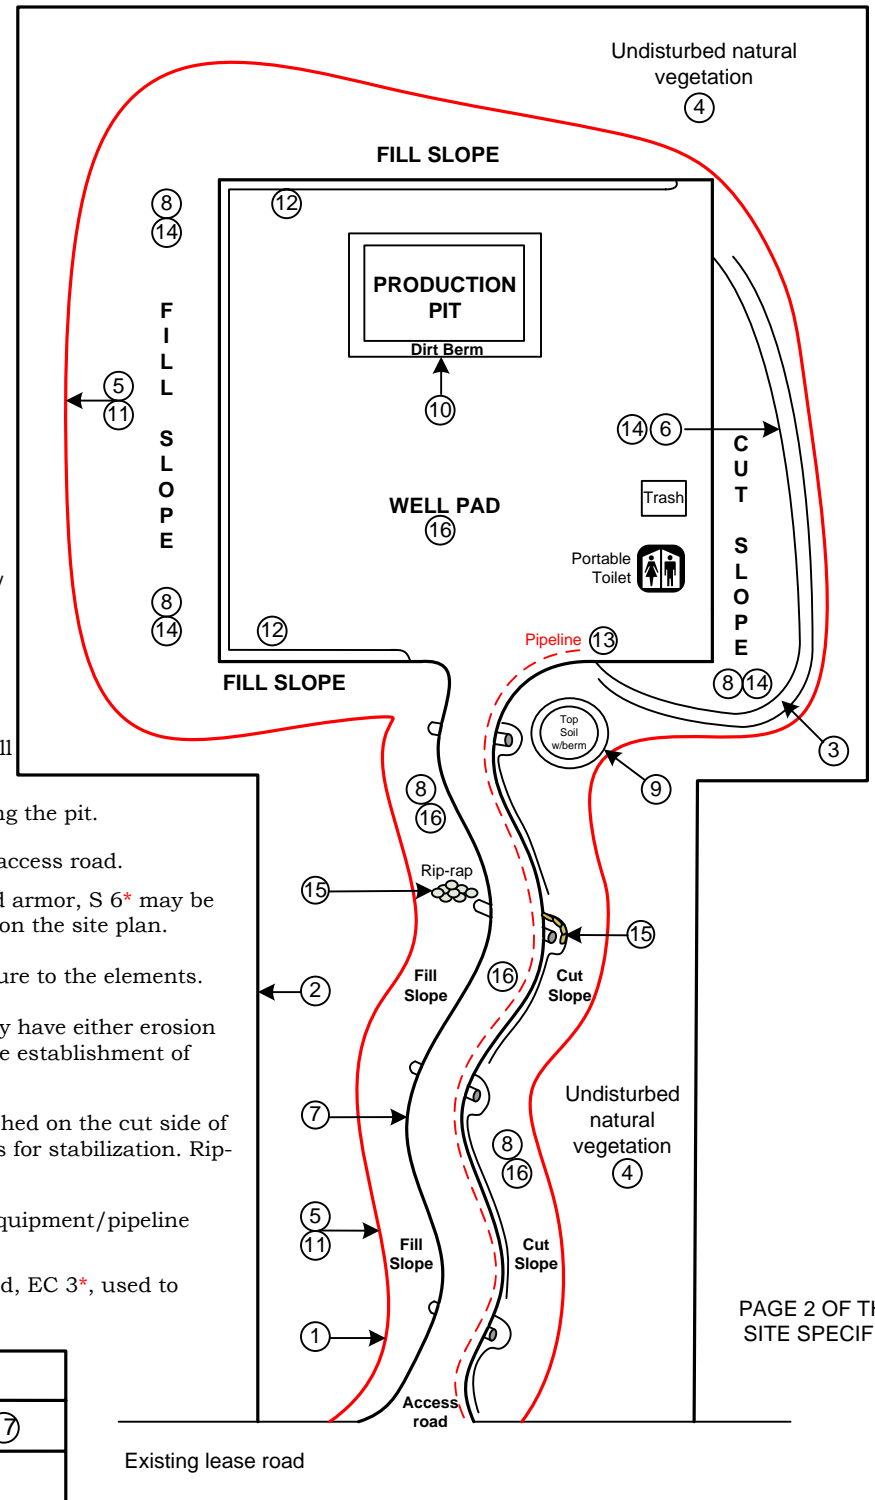 Undisturbed natural
vegetation
4
FILL SLOPE
8
14
12
PRODUCTION
PIT
Dirt Berm
10
FILL SLOPE
5
11
14 6
CUT SLOPE
Trash
WELL PAD
16
Portable
Toilet
8
14
12
Pipeline 13
FILL SLOPE
8 14
Top
Soil
w/berm
3
9
ll
8
16
ng the pit.
access road.
d armor, S 6* may be
on the site plan.
Rip-rap
15
15
ure to the elements.
Fill
Slope
16
Cut
Slope
2
y have either erosion
e establishment of
7
Undisturbed
natural
vegetation
4
hed on the cut side of
s for stabilization. Rip-
8
16
quipment/pipeline
5
11
Fill
Slope
Cut
Slope
d, EC 3*, used to
1
PAGE 2 OF TH
SITE SPECIF
Access
road
7
Existing lease road